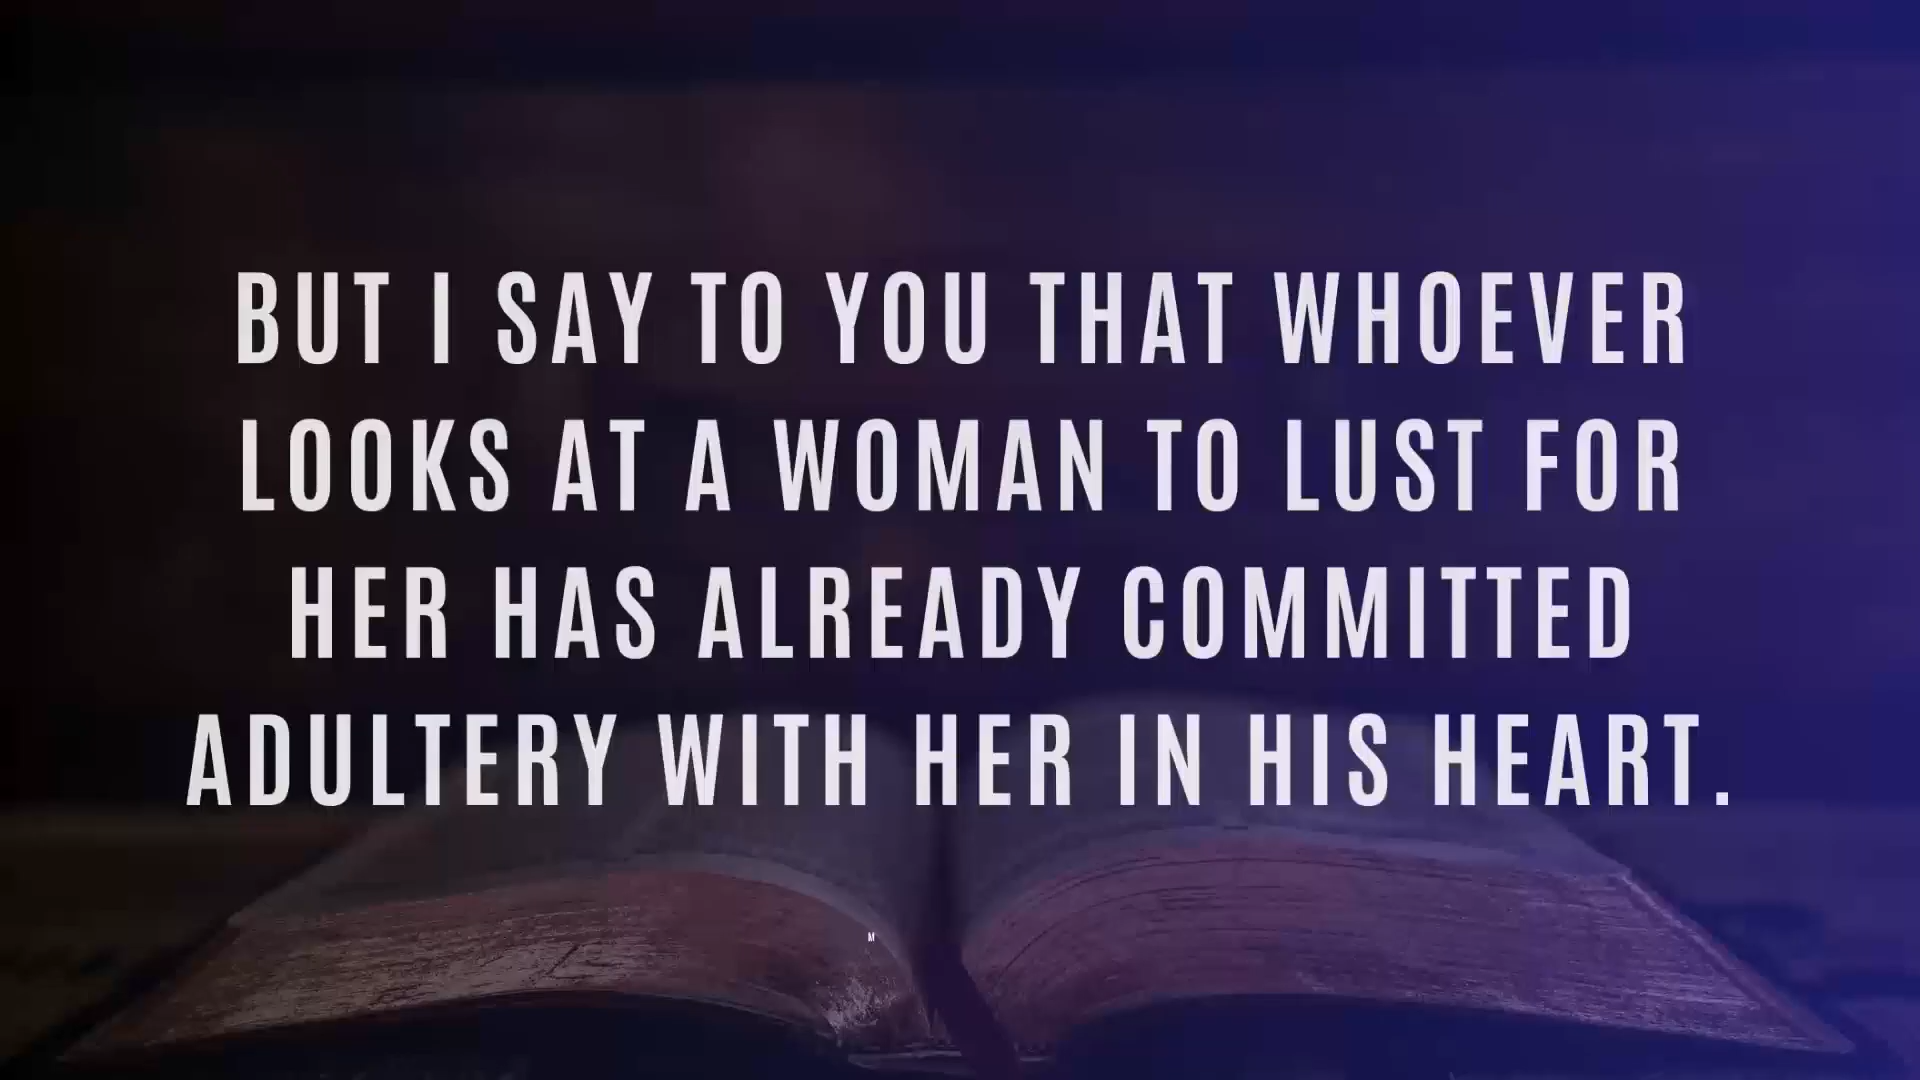 BUT I SAY TO YOU THAT WHOEVER
LOOKS AT A WOMAN TO LUST FOR
HER HAS ALREADY COMMITTED
ADULTERY WITH HER IN HIS HEART.
M